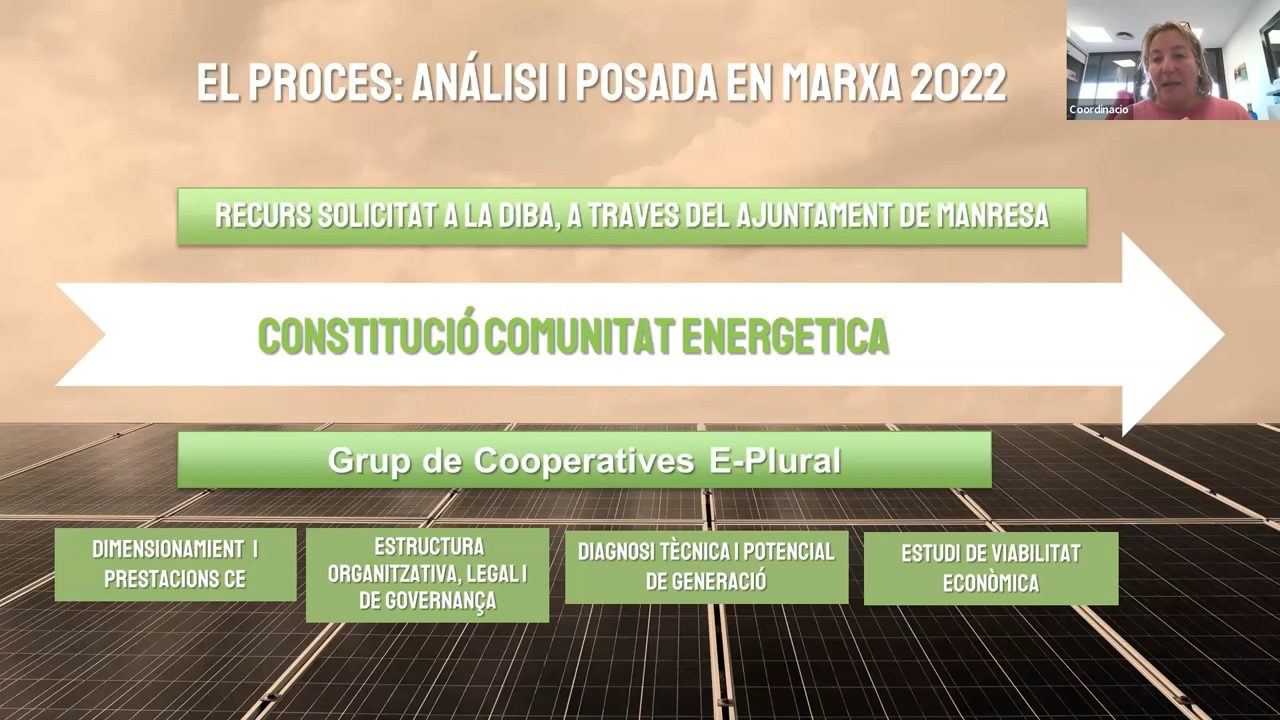 EL PROCES: ANÁLISI I POSADA EN MARXA 2022
Coordinacio
RECURS SOLICITAT A LA DIBA, A TRAVES DEL AJUNTAMENT DE MANRESA
CONSTITUCIÓ COMUNITAT ENERGETICA
Grup de Cooperatives E-Plural
DIMENSIONAMIENT I
PRESTACIONS CE
ESTRUCTURA
ORGANITZATIVA, LEGAL I
DE GOVERNANÇA
DIAGNOSI TÈCNICA I POTENCIAL
DE GENERACIÓ
ESTUDI DE VIABILITAT
ECONÒMICA